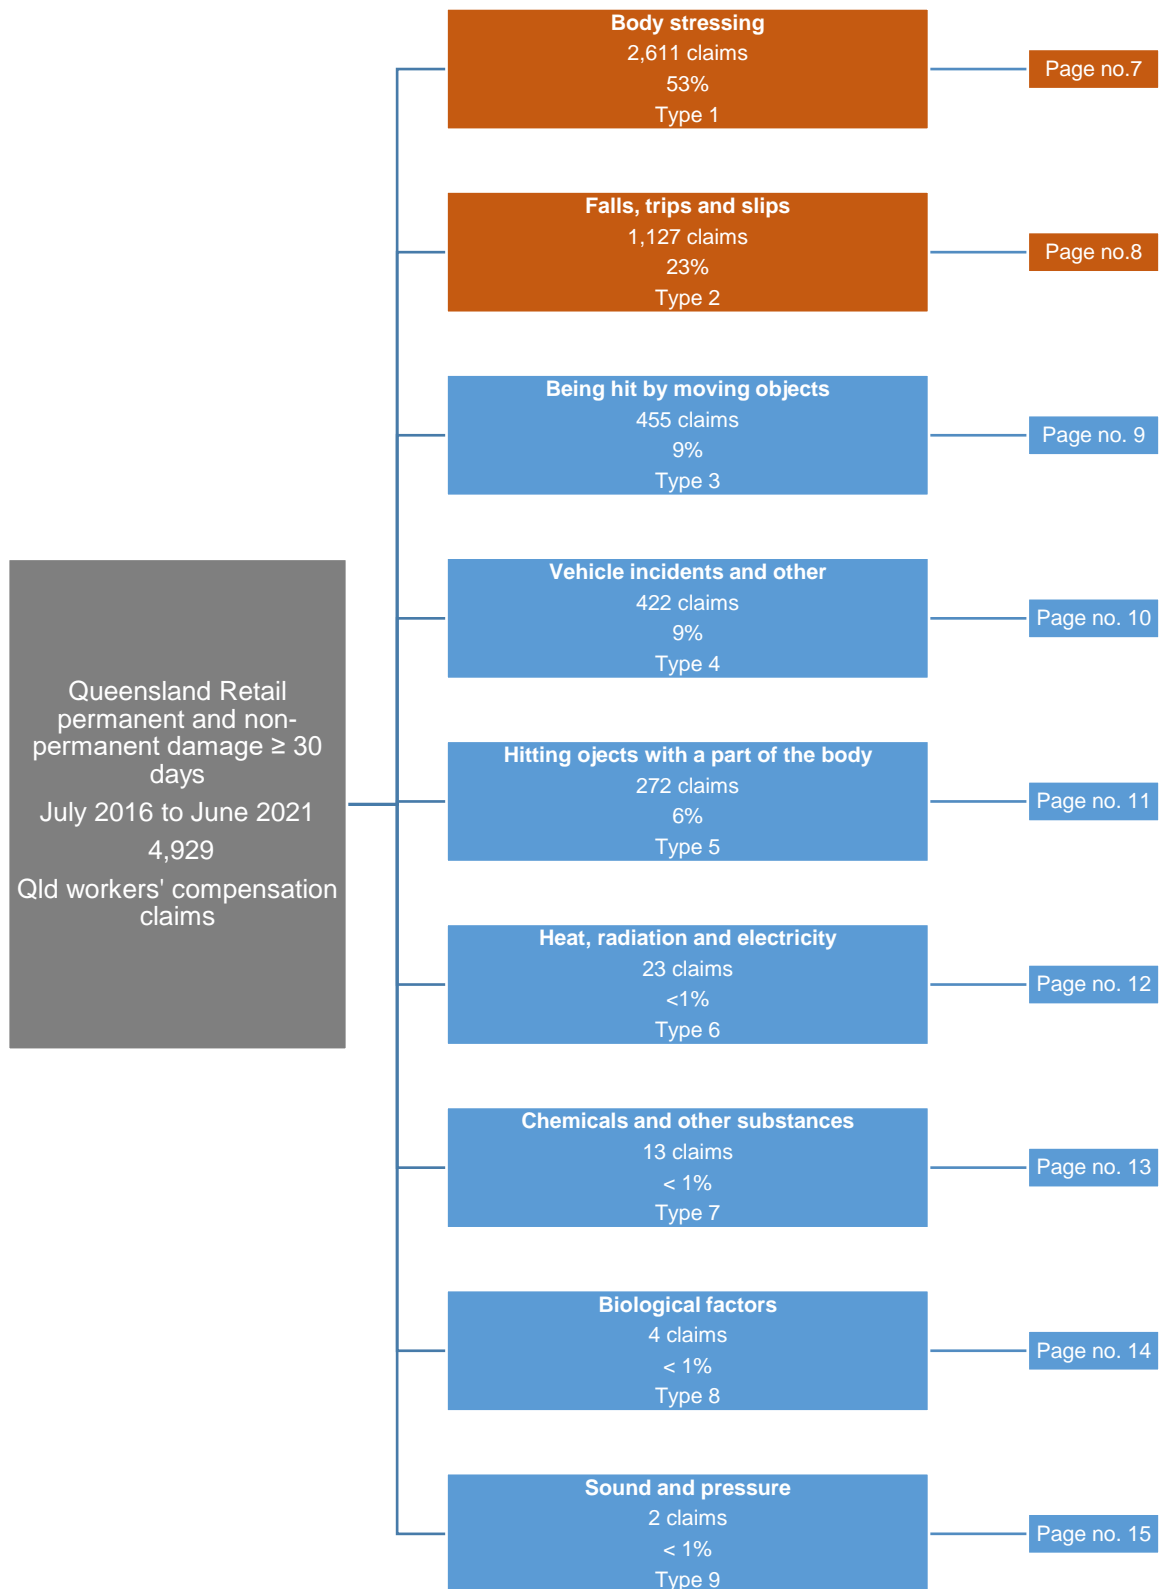 Body stressing
2,611 claims
53%
Type 1
Page no.7
Falls, trips and slips
1,127 claims
23%
Type 2
Page no.8
Being hit by moving objects
455 claims
9%
Type 3
Page no. 9
Vehicle incidents and other
422 claims
9%
Type 4
Page no. 10
Queensland Retail
permanent and non-
permanent damage ≥ 30
days
July 2016 to June 2021
4,929
Qld workers' compensation
claims
Hitting ojects with a part of the body
272 claims
6%
Type 5
Page no. 11
Heat, radiation and electricity
23 claims
<1%
Type 6
Page no. 12
Chemicals and other substances
13 claims
< 1%
Type 7
Page no. 13
Biological factors
4 claims
< 1%
Type 8
Page no. 14
Sound and pressure
2 claims
< 1%
Type 9
Page no. 15